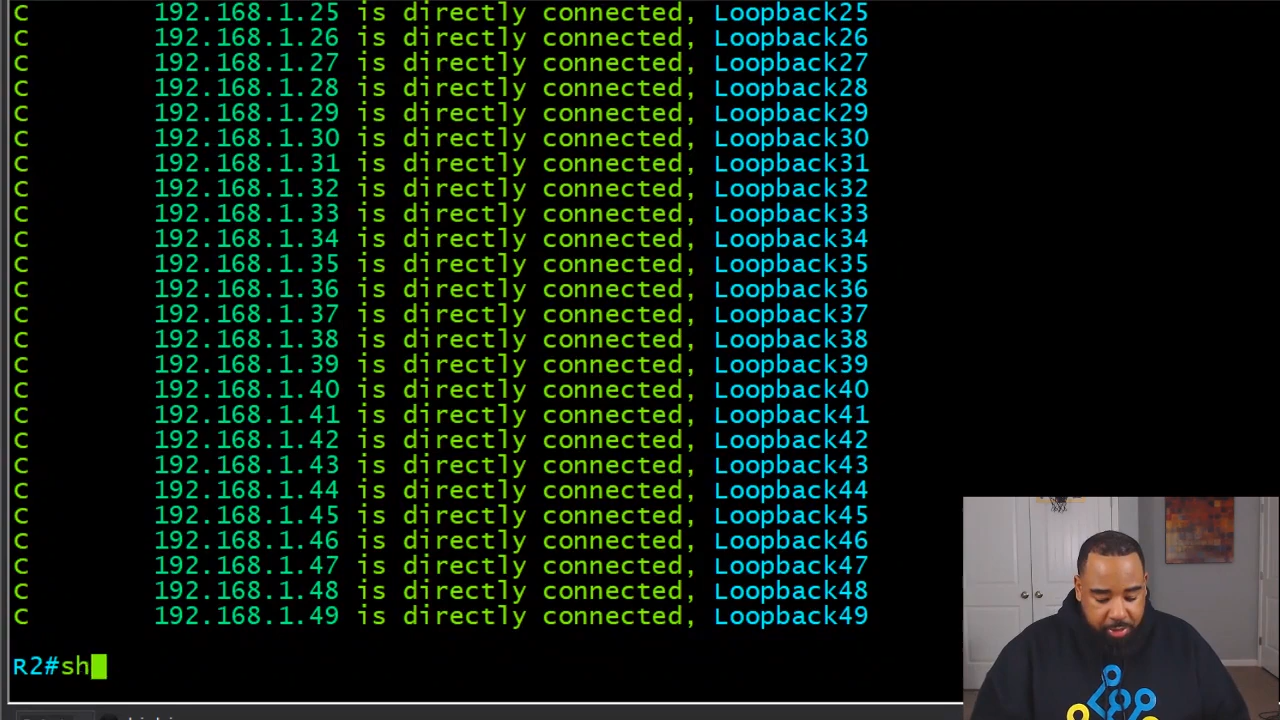 C 192.168.1.25 is directly connected, Loopback25
C 192.168.1.26 is directly connected, Loopback26
C 192.168.1.27 is directly connected, Loopback27
C 192.168.1.28 is directly connected, Loopback28
C 192.168.1.29 is directly connected, Loopback29
C 192.168.1.30 is directly connected, Loopback30
C 192.168.1.31 is directly connected, Loopback31
C 192.168.1.32 is directly connected, Loopback32
C 192.168.1.33 is directly connected, Loopback33
C 192.168.1.34 is directly connected, Loopback34
C 192.168.1.35 is directly connected, Loopback35
C 192.168.1.36 is directly connected, Loopback36
C 192.168.1.37 is directly connected, Loopback37
C 192.168.1.38 is directly connected, Loopback38
C 192.168.1.39 is directly connected, Loopback39
C 192.168.1.40 is directly connected, Loopback40
C 192.168.1.41 is directly connected, Loopback41
C 192.168.1.42 is directly connected, Loopback42
C 192.168.1.43 is directly connected, Loopback43
C 192.168.1.44 is directly connected, Loopback44
C 192.168.1.45 is directly connected, Loopback45
C 192.168.1.46 is directly connected, Loopback46
C 192.168.1.47 is directly connected, Loopback47
C 192.168.1.48 is directly connected, Loopback48
C 192.168.1.49 is directly connected, Loopback49
R2#sh